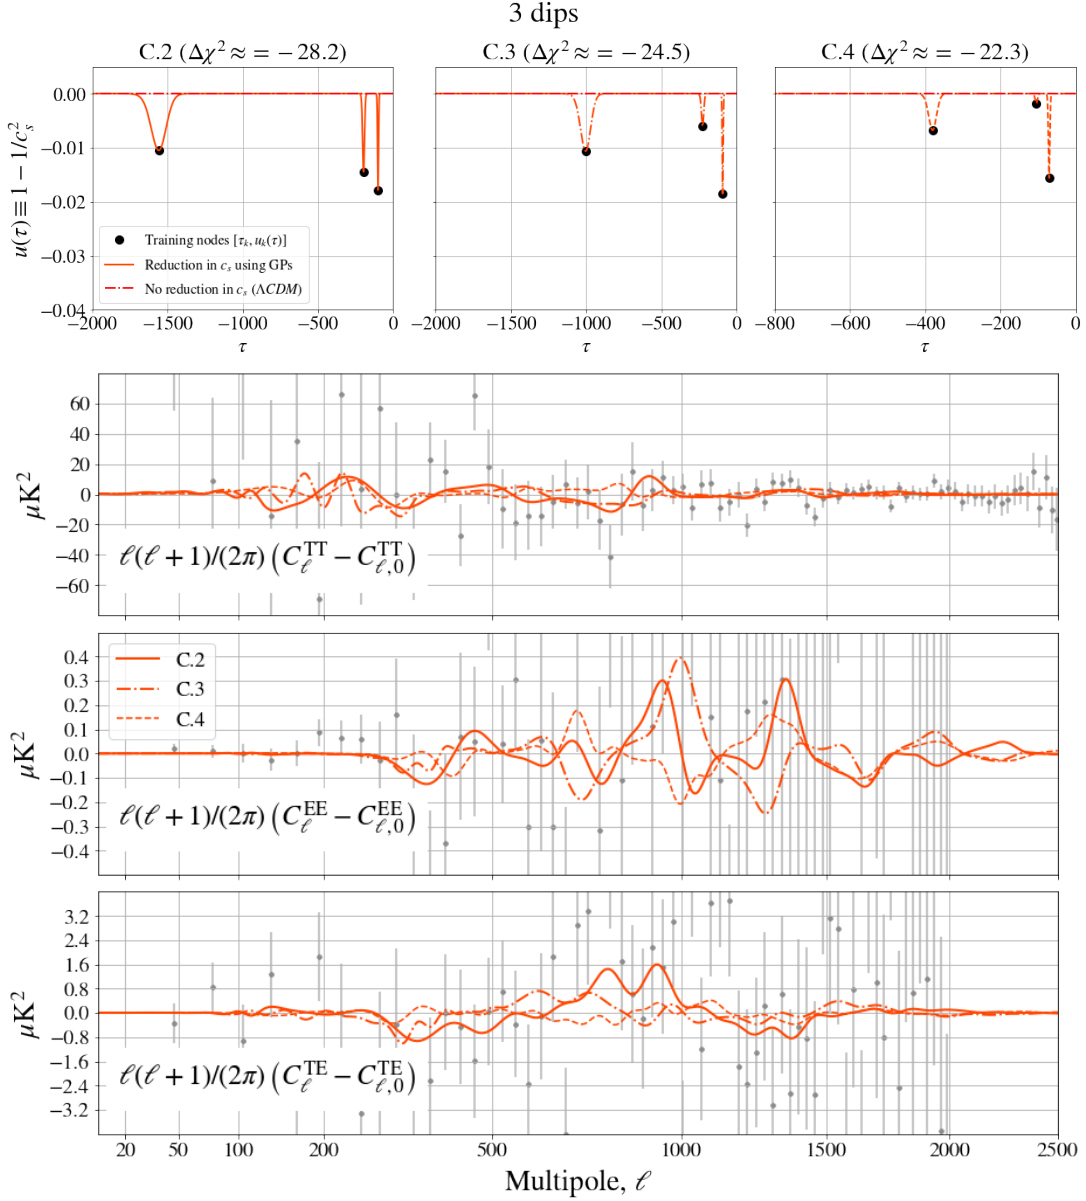 3 dips
C.2 (Δχ² ≈ = −28.2)
C.3 (Δχ² ≈ = −24.5)
C.4 (Δχ² ≈ = −22.3)
u(τ) ≡ 1 − 1/c_s²
0.00
−0.01
−0.02
−0.03
−0.04
Training nodes [τ_k, u_k(τ)]
Reduction in c_s using GPs
No reduction in c_s (ΛCDM)
−2000 −1500 −1000 −500 0
−2000 −1500 −1000 −500 0
−800 −600 −400 −200 0
τ
τ
τ
μK²
60
40
20
0
−20
−40
−60
ℓ(ℓ + 1)/(2π) (C_ℓ^TT − C_ℓ,0^TT)
μK²
0.4
0.3
0.1
0.0
−0.1
−0.2
−0.3
−0.4
C.2
C.3
C.4
ℓ(ℓ + 1)/(2π) (C_ℓ^EE − C_ℓ,0^EE)
μK²
3.2
2.4
1.6
0.8
0.0
−0.8
−1.6
−2.4
−3.2
ℓ(ℓ + 1)/(2π) (C_ℓ^TE − C_ℓ,0^TE)
20 50 100 200 500 1000 1500 2000 2500
Multipole, ℓ